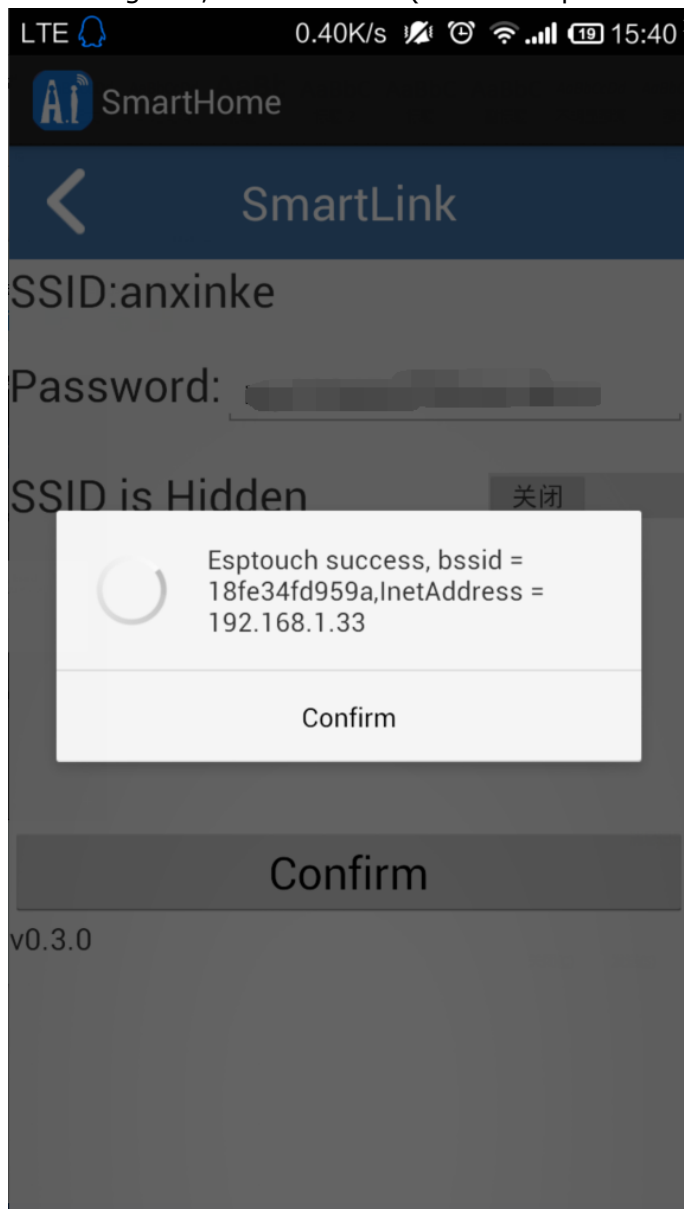 LTE 0.40K/s 19 15:40
A.i SmartHome
SmartLink
SSID:anxinke
Password:
SSID is Hidden 关闭
Esptouch success, bssid =
18fe34fd959a,InetAddress =
192.168.1.33
Confirm
Confirm
v0.3.0